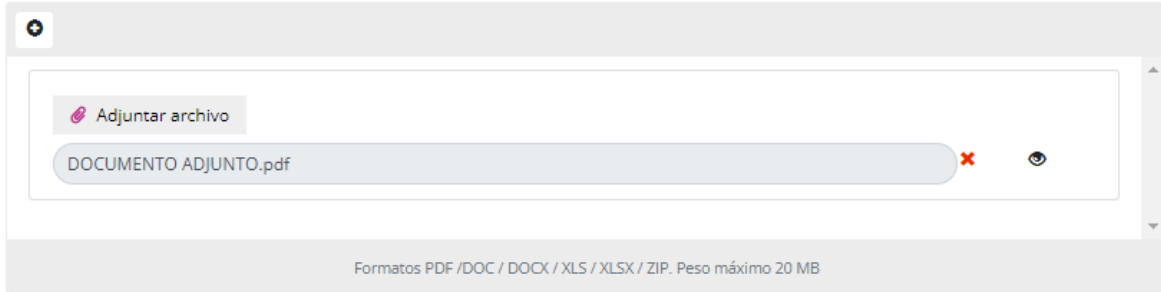 Adjuntar archivo
DOCUMENTO ADJUNTO.pdf
Formatos PDF /DOC / DOCX / XLS / XLSX / ZIP. Peso máximo 20 MB